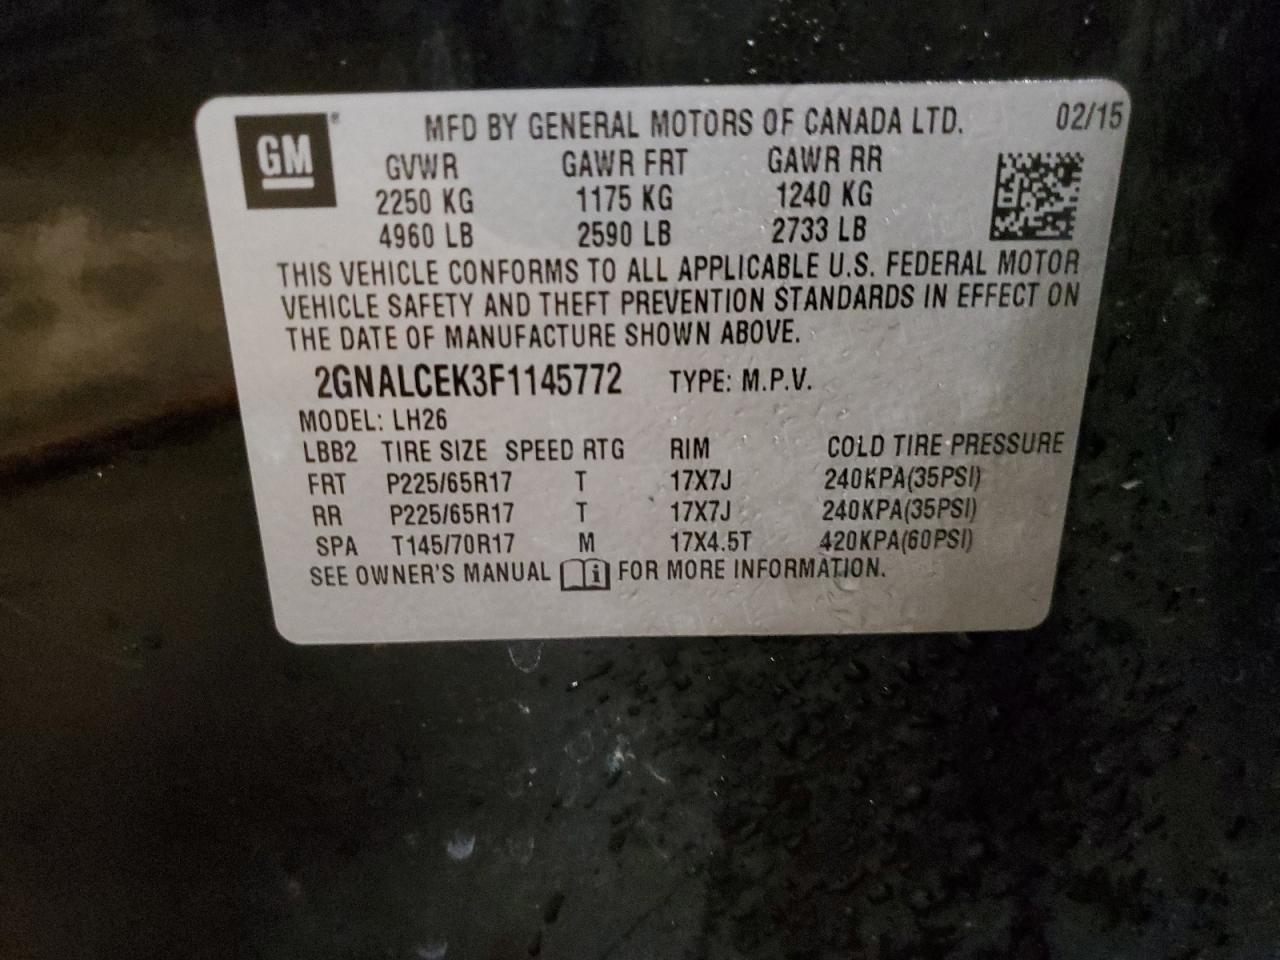 GM®
MFD BY GENERAL MOTORS OF CANADA LTD. 02/15
GVWR GAWR FRT GAWR RR
2250 KG 1175 KG 1240 KG
4960 LB 2590 LB 2733 LB
THIS VEHICLE CONFORMS TO ALL APPLICABLE U.S. FEDERAL MOTOR
VEHICLE SAFETY AND THEFT PREVENTION STANDARDS IN EFFECT ON
THE DATE OF MANUFACTURE SHOWN ABOVE.
2GNALCEK3F1145772 TYPE: M.P.V.
MODEL: LH26
LBB2 TIRE SIZE SPEED RTG RIM COLD TIRE PRESSURE
FRT P225/65R17 T 17X7J 240KPA(35PSI)
RR P225/65R17 T 17X7J 240KPA(35PSI)
SPA T145/70R17 M 17X4.5T 420KPA(60PSI)
SEE OWNER'S MANUAL i FOR MORE INFORMATION.